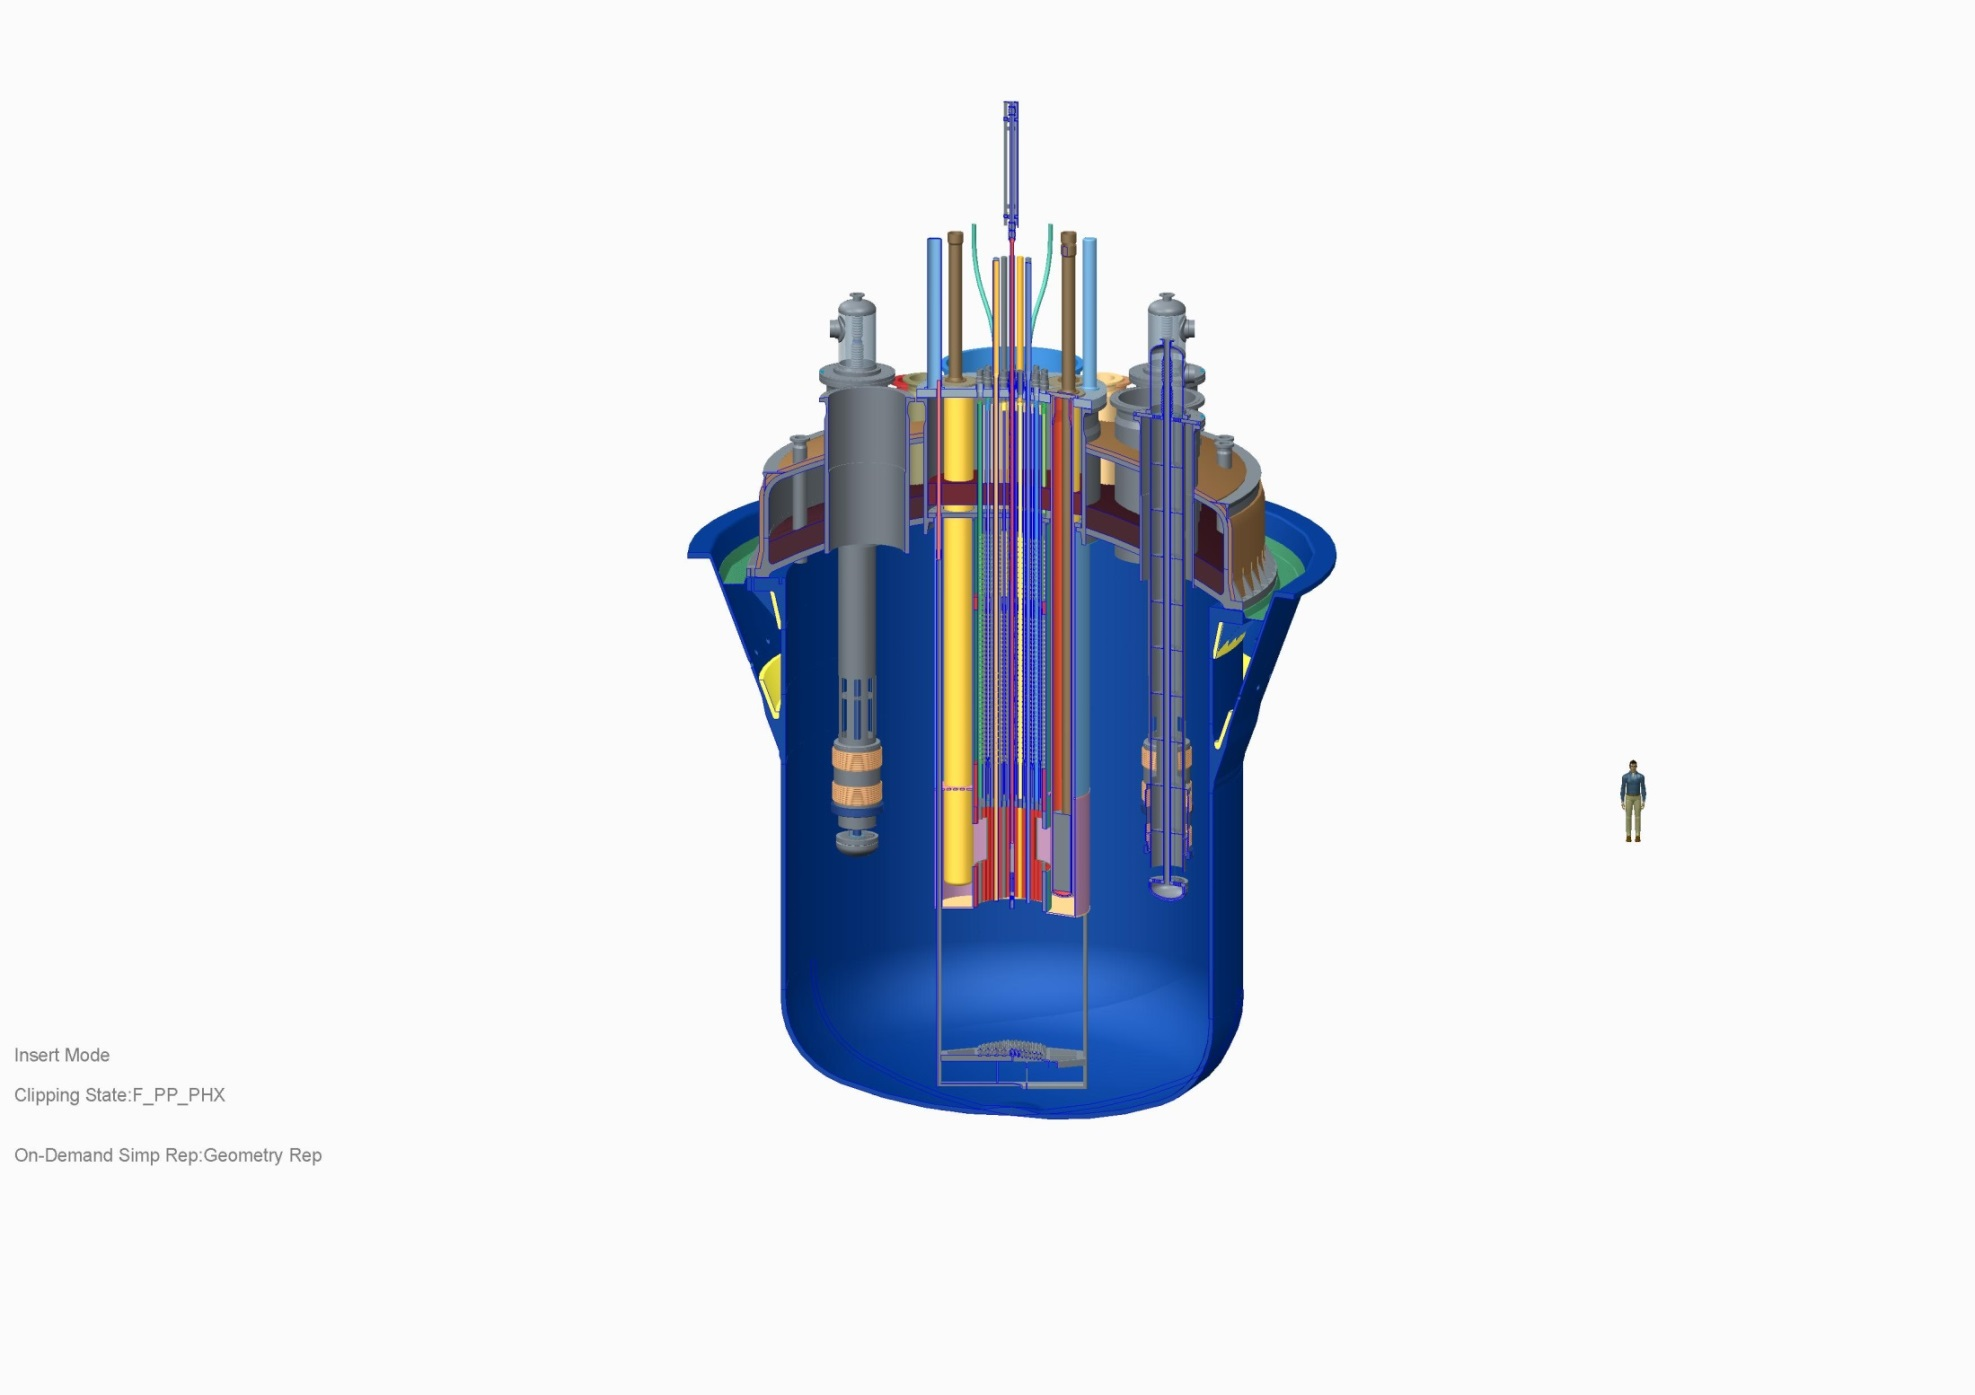 Insert Mode
Clipping State:F_PP_PHX
On-Demand Simp Rep:Geometry Rep